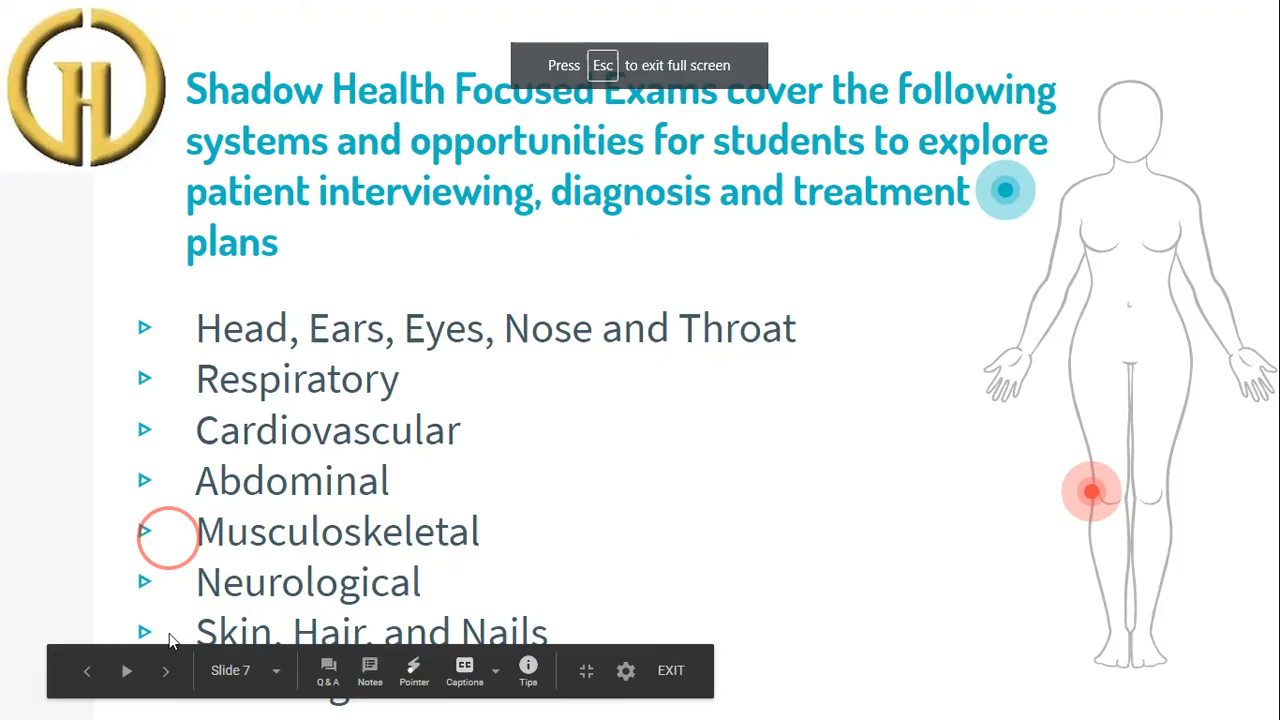 Press Esc to exit full screen
Shadow Health Focused Exams cover the following
systems and opportunities for students to explore
patient interviewing, diagnosis and treatment
plans
Head, Ears, Eyes, Nose and Throat
Respiratory
Cardiovascular
Abdominal
Musculoskeletal
Neurological
Skin, Hair, and Nails
Slide 7
Q & A
Notes
Pointer
CC
Captions
Tips
EXIT